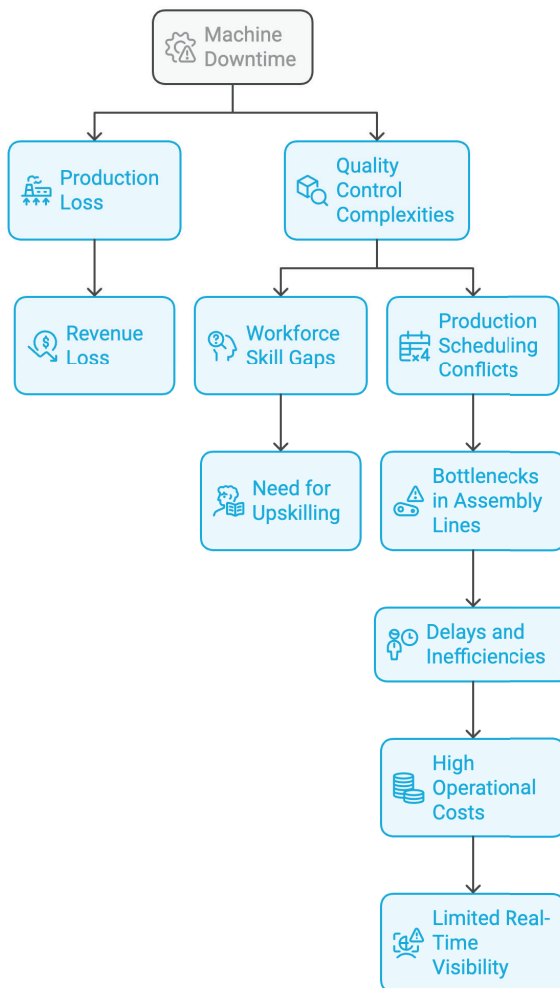 Machine
Downtime
Production
Loss
Quality
Control
Complexities
$
Revenue
Loss
?
Workforce
Skill Gaps
×4
Production
Scheduling
Conflicts
Need for
Upskilling
Bottlenecks
in Assembly
Lines
Delays and
Inefficiencies
High
Operational
Costs
Limited Real-
Time
Visibility